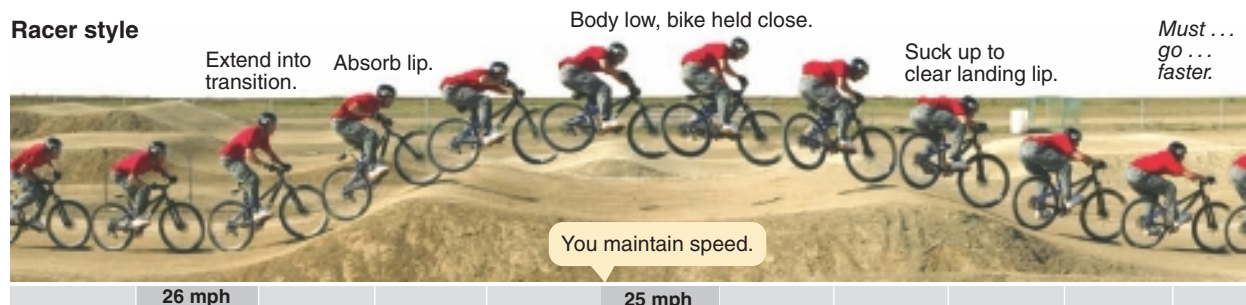 Racer style
Extend into
transition.
Absorb lip.
Body low, bike held close.
Suck up to
clear landing lip.
Must . . .
go . . .
faster.
You maintain speed.
26 mph
25 mph